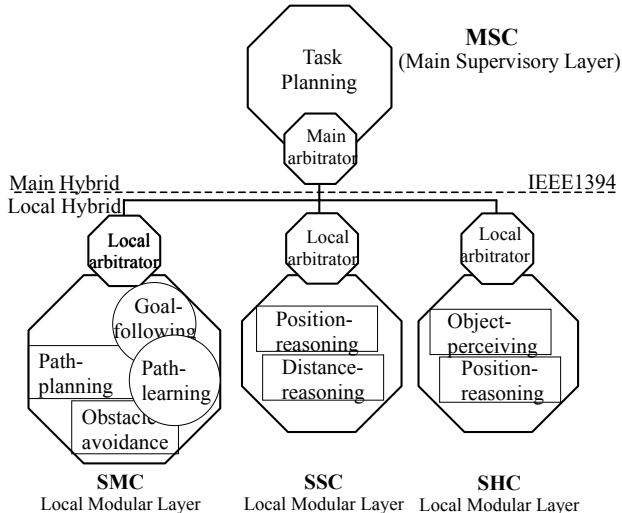 Task
Planning
MSC
(Main Supervisory Layer)
Main
arbitrator
Main Hybrid
IEEE1394
Local Hybrid
Local
arbitrator
Local
arbitrator
Local
arbitrator
Goal-
following
Path-
planning
Path-
learning
Obstacle
avoidance
Position-
reasoning
Distance-
reasoning
Object-
perceiving
Position-
reasoning
SMC
Local Modular Layer
SSC
Local Modular Layer
SHC
Local Modular Layer